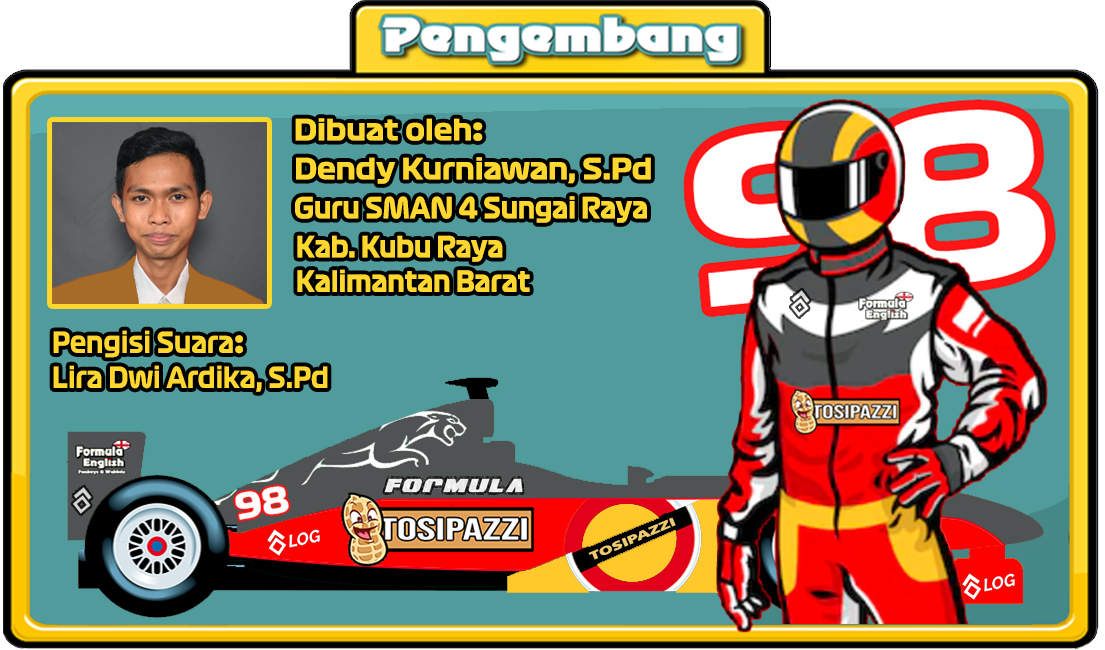 Pengembang
Dibuat oleh:
Dendy Kurniawan, S.Pd
Guru SMAN 4 Sungai Raya
Kab. Kubu Raya
Kalimantan Barat
98
Pengisi Suara:
Lira Dwi Ardika, S.Pd
Formula
English
TOSIPAZZI
Formula
English
98
FORMULA
TOSIPAZZI
LOG
TOSIPAZZI
LOG